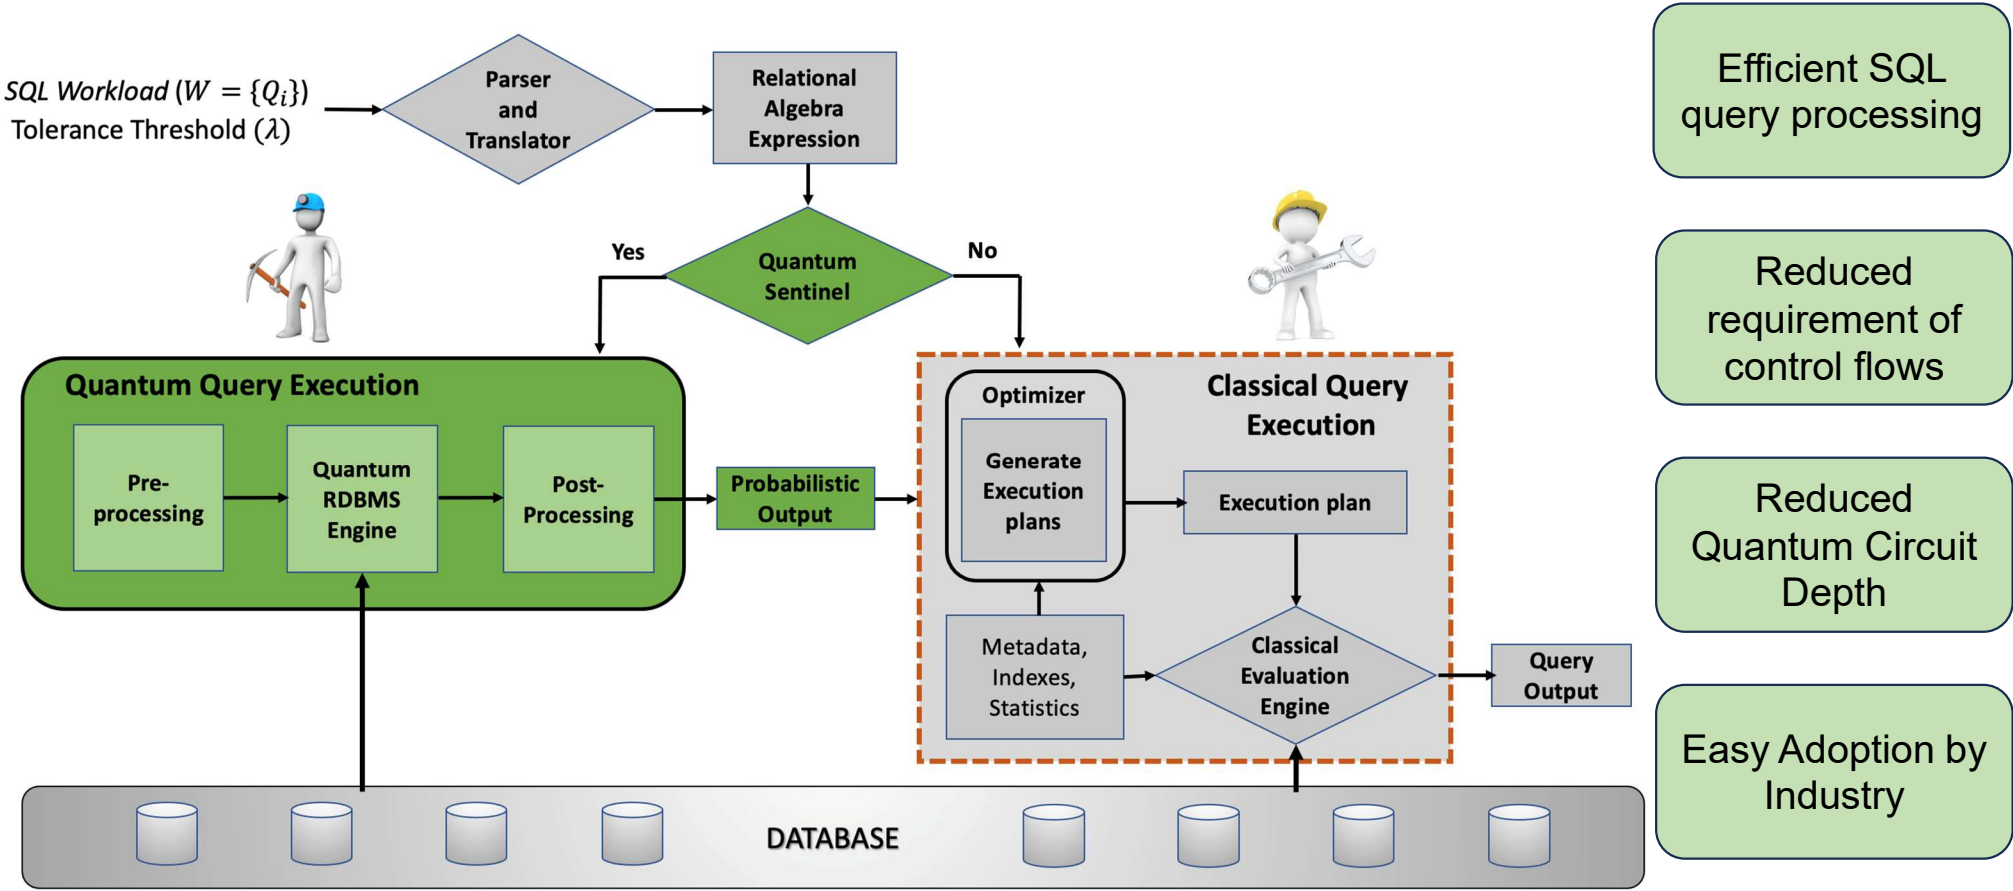 SQL Workload (W = {Qᵢ})
Tolerance Threshold (λ)
Parser
and
Translator
Relational
Algebra
Expression
Quantum
Sentinel
Yes
No
Quantum Query Execution
Pre-
processing
Quantum
RDBMS
Engine
Post-
Processing
Probabilistic
Output
Optimizer
Generate
Execution
plans
Classical Query
Execution
Execution plan
Metadata,
Indexes,
Statistics
Classical
Evaluation
Engine
Query
Output
DATABASE
Efficient SQL
query processing
Reduced
requirement of
control flows
Reduced
Quantum Circuit
Depth
Easy Adoption by
Industry